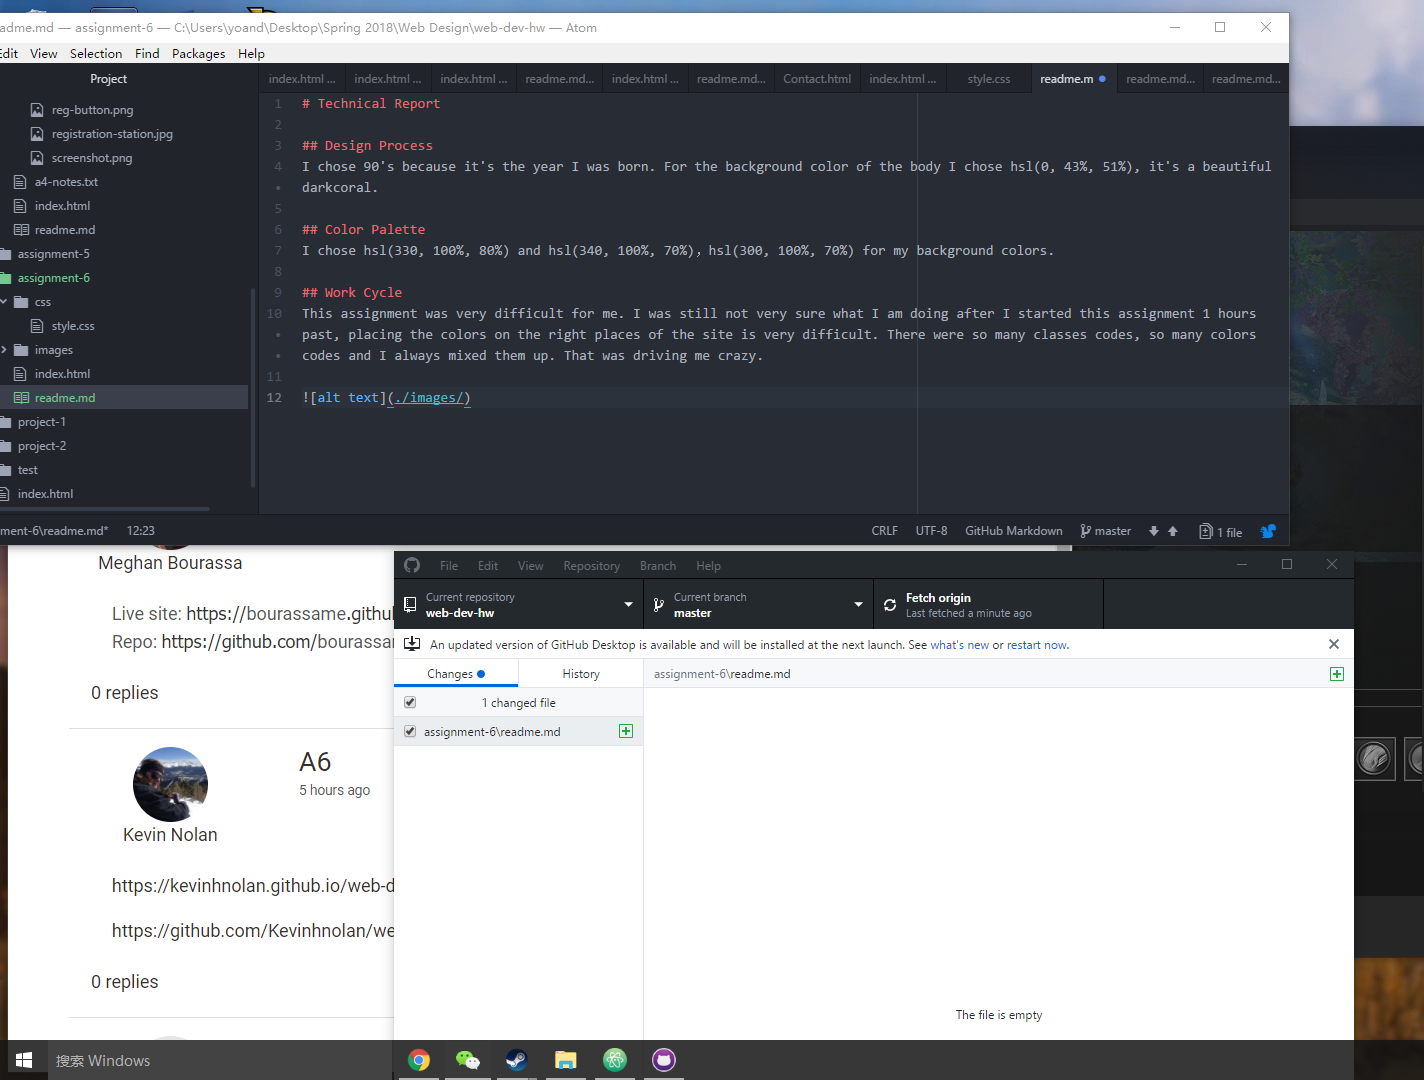 adme.md — assignment-6 — C:\Users\yoand\Desktop\Spring 2018\Web Design\web-dev-hw — Atom
Edit View Selection Find Packages Help
Project
reg-button.png
registration-station.jpg
screenshot.png
a4-notes.txt
index.html
readme.md
assignment-5
assignment-6
css
style.css
images
index.html
readme.md
project-1
project-2
test
index.html
index.html ... index.html ... index.html ... readme.md... index.html ... readme.md... Contact.html index.html ... style.css readme.m readme.md... readme.md...
1 # Technical Report
2
3 ## Design Process
4 I chose 90's because it's the year I was born. For the background color of the body I chose hsl(0, 43%, 51%), it's a beautiful
• darkcoral.
5
6 ## Color Palette
7 I chose hsl(330, 100%, 80%) and hsl(340, 100%, 70%), hsl(300, 100%, 70%) for my background colors.
8
9 ## Work Cycle
10 This assignment was very difficult for me. I was still not very sure what I am doing after I started this assignment 1 hours
• past, placing the colors on the right places of the site is very difficult. There were so many classes codes, so many colors
• codes and I always mixed them up. That was driving me crazy.
11
12 ![alt text](./images/)
ment-6\readme.md* 12:23 CRLF UTF-8 GitHub Markdown master 1 file
Meghan Bourassa
Live site: https://bourassame.githu
Repo: https://github.com/bourassa
0 replies
A6
5 hours ago
Kevin Nolan
https://kevinhnolan.github.io/web-d
https://github.com/Kevinhnolan/we
0 replies
File Edit View Repository Branch Help
Current repository
web-dev-hw
Current branch
master
Fetch origin
Last fetched a minute ago
An updated version of GitHub Desktop is available and will be installed at the next launch. See what's new or restart now.
Changes History assignment-6\readme.md
1 changed file
assignment-6\readme.md
The file is empty
搜索 Windows